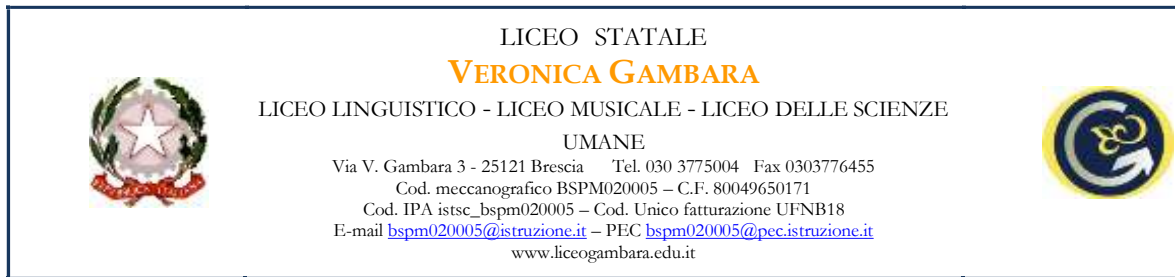 LICEO STATALE
VERONICA GAMBARA
LICEO LINGUISTICO - LICEO MUSICALE - LICEO DELLE SCIENZE
UMANE
Via V. Gambara 3 - 25121 Brescia Tel. 030 3775004 Fax 0303776455
Cod. meccanografico BSPM020005 – C.F. 80049650171
Cod. IPA istsc_bspm020005 – Cod. Unico fatturazione UFNB18
E-mail bspm020005@istruzione.it – PEC bspm020005@pec.istruzione.it
www.liceogambara.edu.it